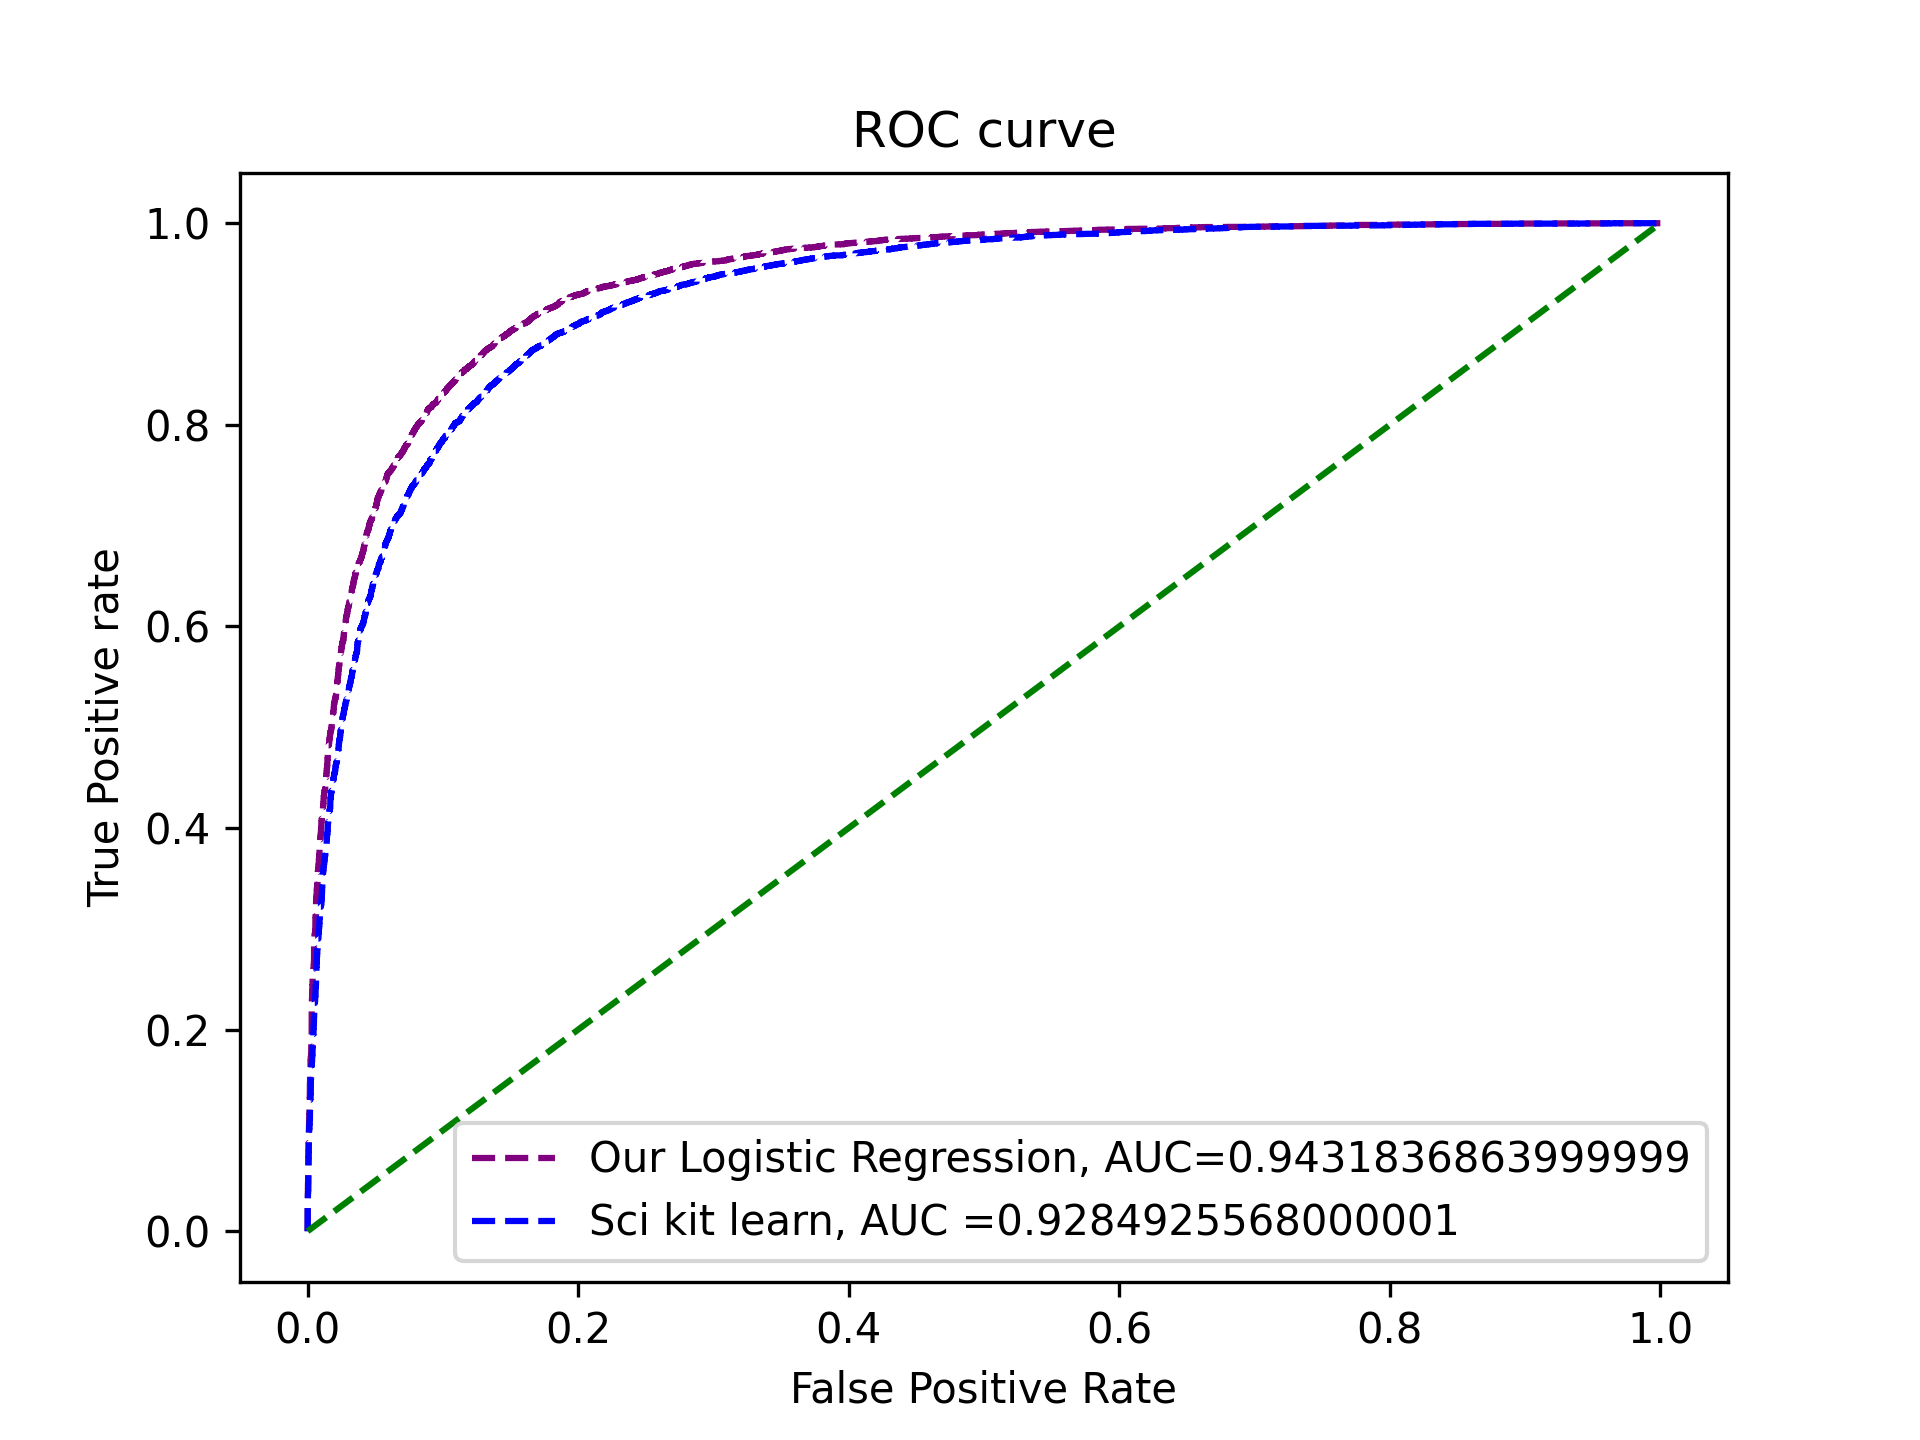 ROC curve
1.0
0.8
0.6
0.4
0.2
0.0
True Positive rate
Our Logistic Regression, AUC=0.9431836863999999
Sci kit learn, AUC =0.9284925568000001
0.0 0.2 0.4 0.6 0.8 1.0
False Positive Rate